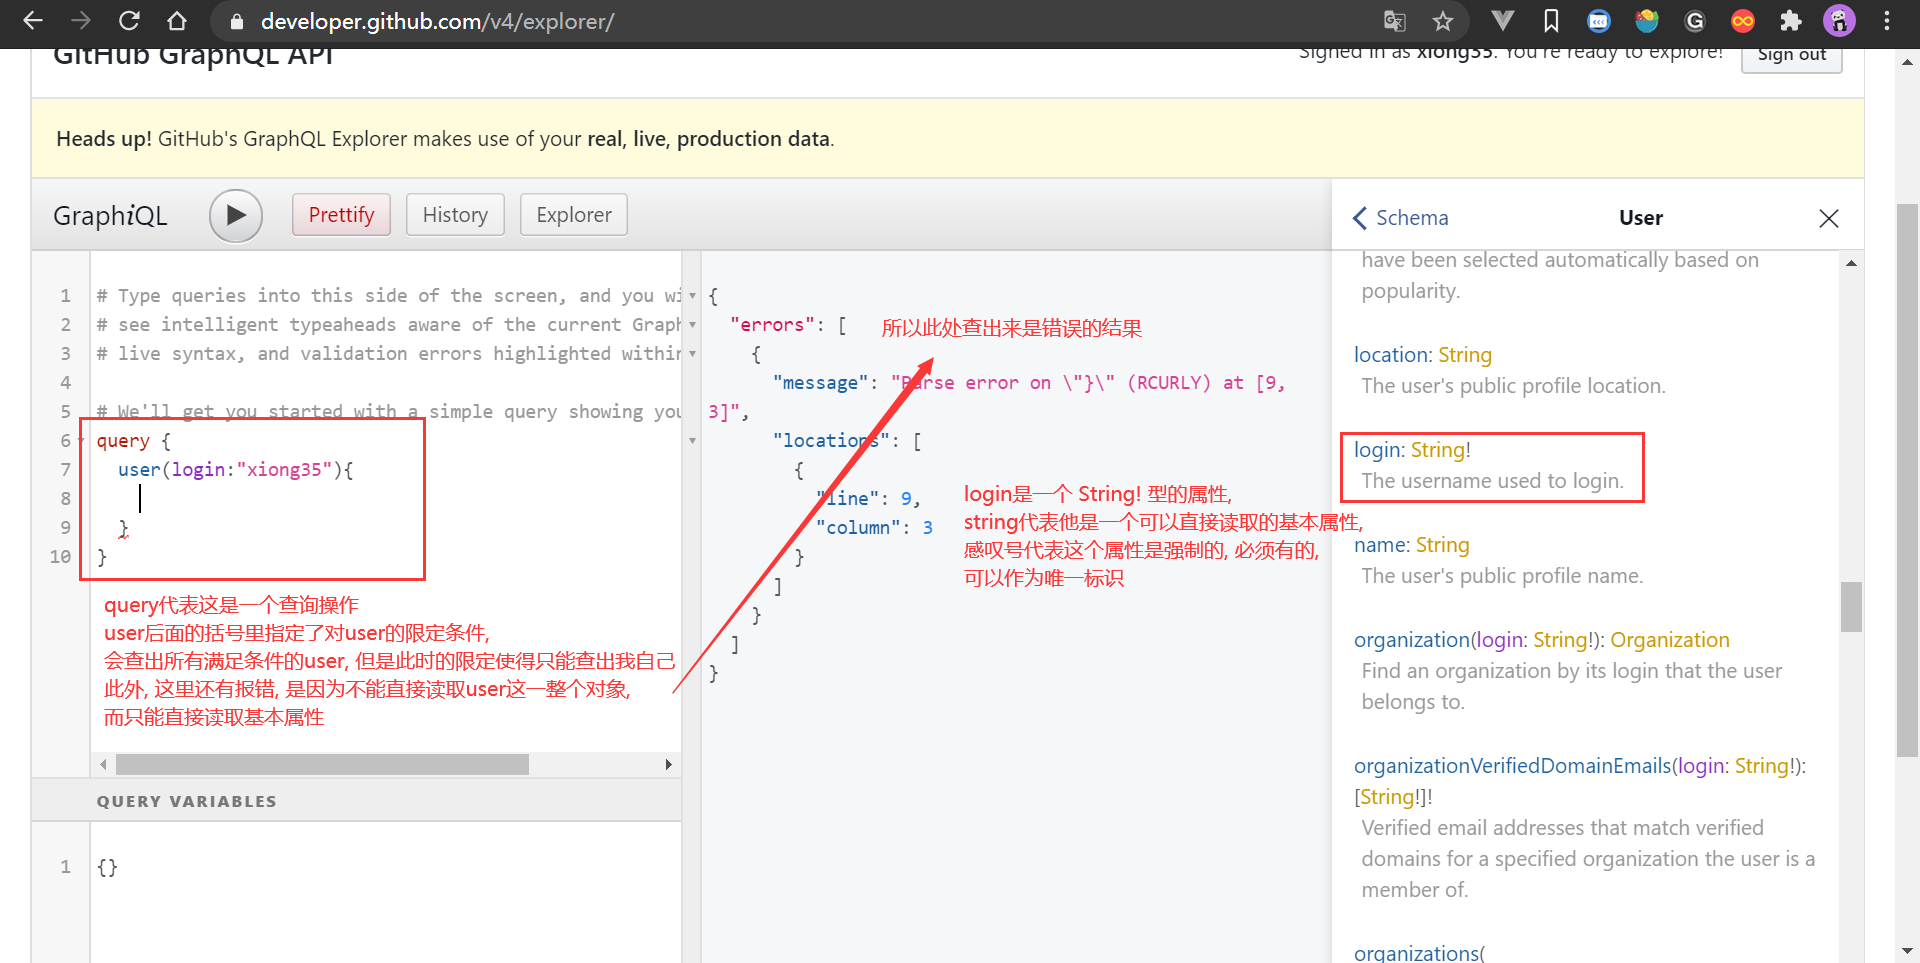 developer.github.com/v4/explorer/
GitHub GraphQL API
Signed in as xiong35. You're ready to explore!
Sign out
Heads up! GitHub's GraphQL Explorer makes use of your real, live, production data.
GraphiQL
Prettify
History
Explorer
Schema
User
1 # Type queries into this side of the screen, and you wi
2 # see intelligent typeaheads aware of the current Graph
3 # live syntax, and validation errors highlighted within
4
5 # We'll get you started with a simple query showing you
6 query {
7 user(login:"xiong35"){
8
9 }
10 }
query代表这是一个查询操作
user后面的括号里指定了对user的限定条件,
会查出所有满足条件的user, 但是此时的限定使得只能查出我自己
此外, 这里还有报错, 是因为不能直接读取user这一整个对象,
而只能直接读取基本属性
QUERY VARIABLES
1 {}
{
"errors": [
所以此处查出来是错误的结果
{
"message": "Parse error on \"}\" (RCURLY) at [9,
3]",
"locations": [
{
"line": 9,
"column": 3
}
]
}
]
}
login是一个 String! 型的属性,
string代表他是一个可以直接读取的基本属性,
感叹号代表这个属性是强制的, 必须有的,
可以作为唯一标识
have been selected automatically based on
popularity.
location: String
The user's public profile location.
login: String!
The username used to login.
name: String
The user's public profile name.
organization(login: String!): Organization
Find an organization by its login that the user
belongs to.
organizationVerifiedDomainEmails(login: String!):
[String!]!
Verified email addresses that match verified
domains for a specified organization the user is a
member of.
organizations(